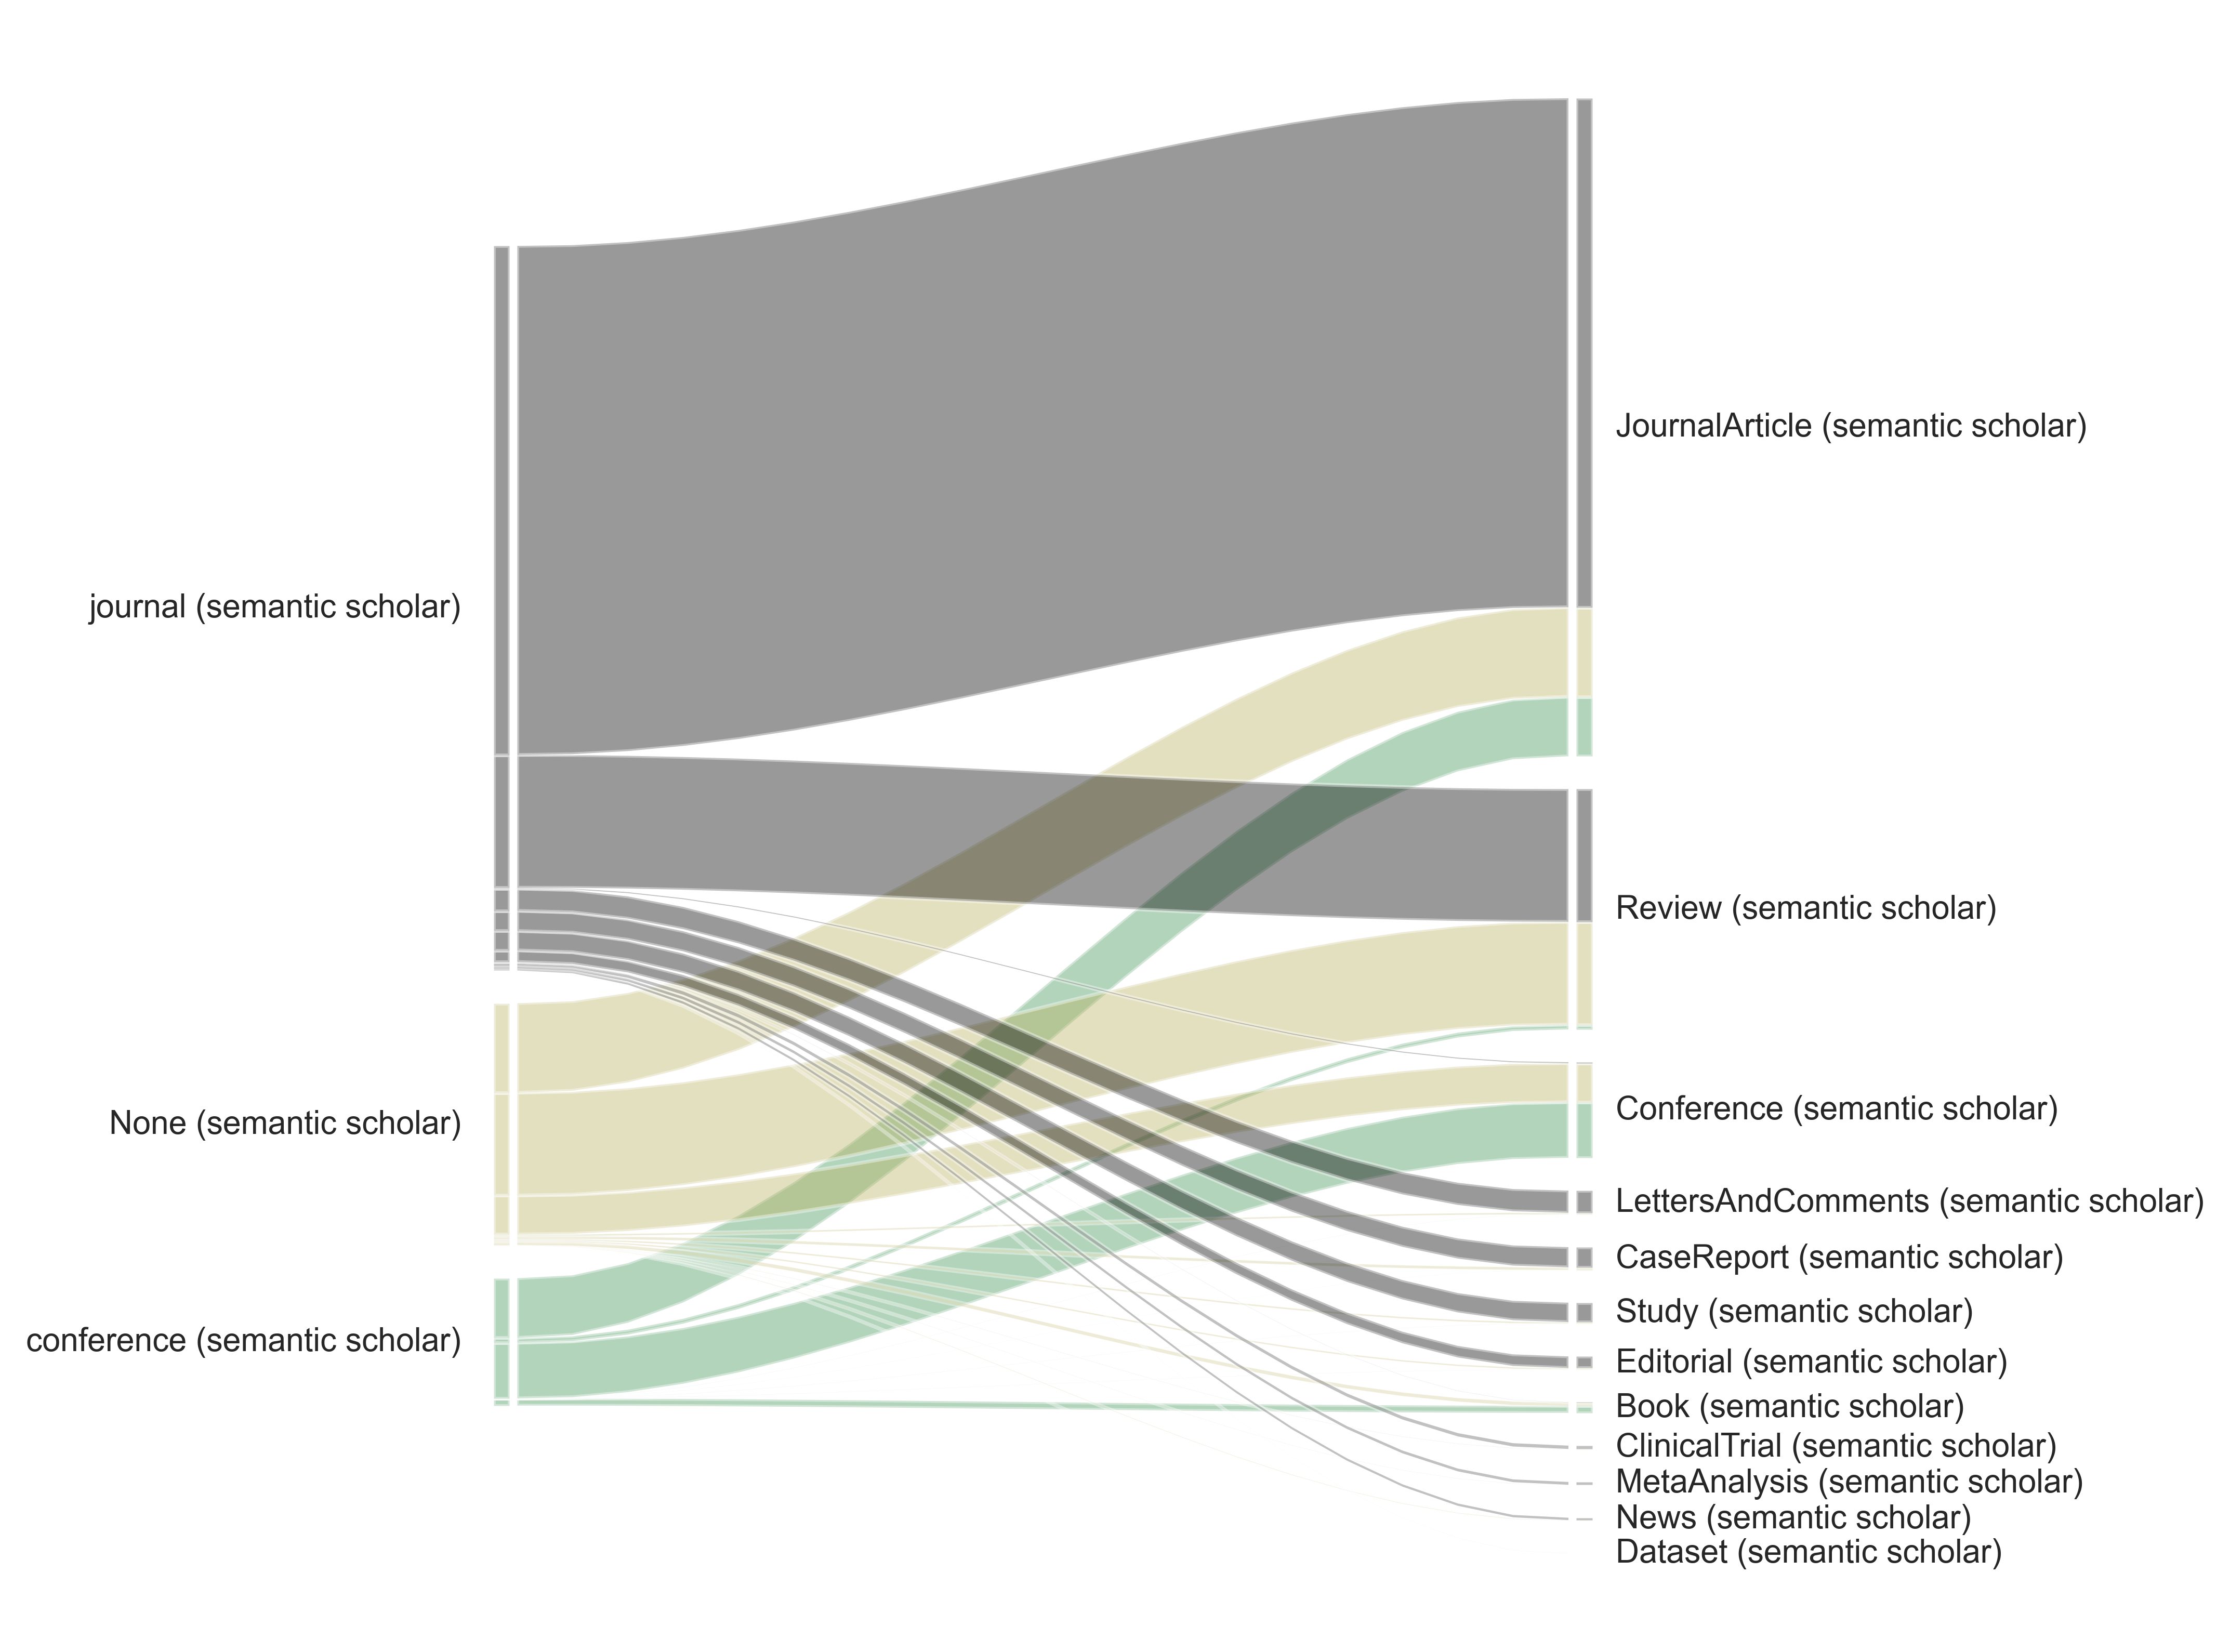 journal (semantic scholar)
None (semantic scholar)
conference (semantic scholar)
JournalArticle (semantic scholar)
Review (semantic scholar)
Conference (semantic scholar)
LettersAndComments (semantic scholar)
CaseReport (semantic scholar)
Study (semantic scholar)
Editorial (semantic scholar)
Book (semantic scholar)
ClinicalTrial (semantic scholar)
MetaAnalysis (semantic scholar)
News (semantic scholar)
Dataset (semantic scholar)